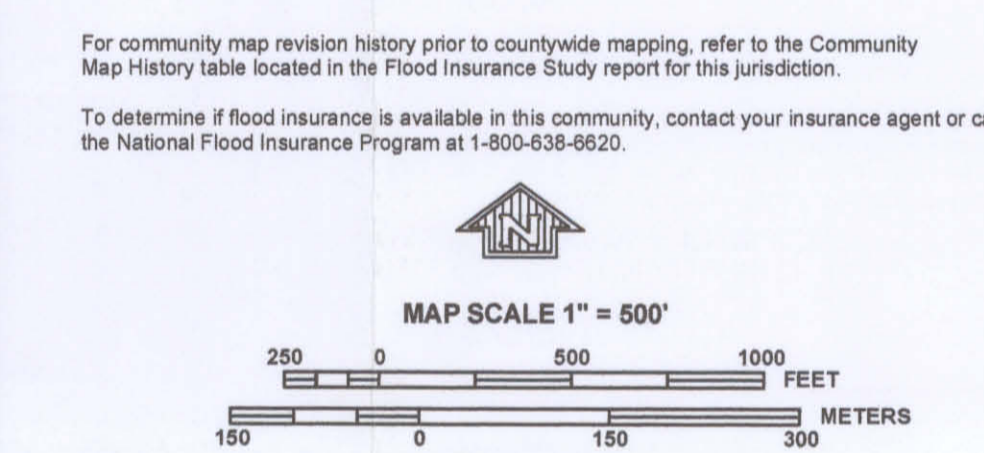 For community map revision history prior to countywide mapping, refer to the Community
Map History table located in the Flood Insurance Study report for this jurisdiction.
To determine if flood insurance is available in this community, contact your insurance agent or
the National Flood Insurance Program at 1-800-638-6620.
N
MAP SCALE 1" = 500'
250 0 500 1000
FEET
METERS
150 0 150 300